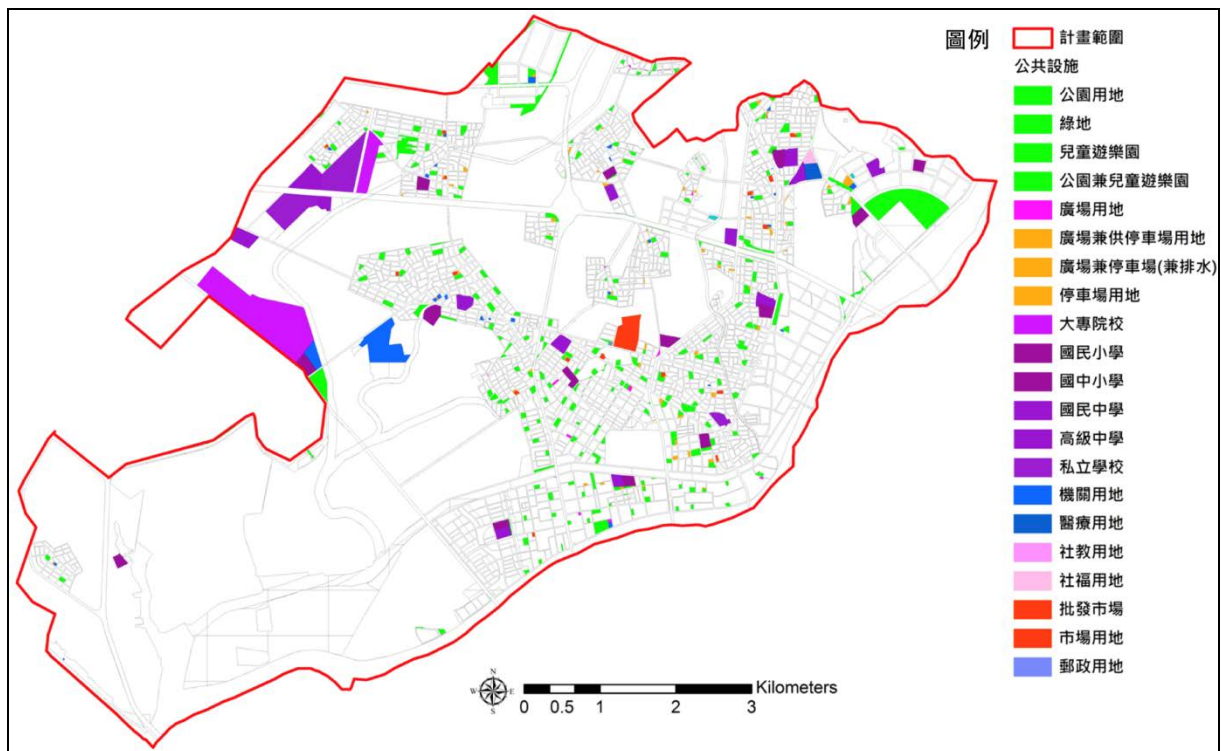 圖例
計畫範圍
公共設施
公園用地
綠地
兒童遊樂園
公園兼兒童遊樂園
廣場用地
廣場兼供停車場用地
廣場兼停車場(兼排水)
停車場用地
大專院校
國民小學
國中小學
國民中學
高級中學
私立學校
機關用地
醫療用地
社教用地
社福用地
批發市場
市場用地
郵政用地
N
W E
S
Kilometers
0 0.5 1 2 3